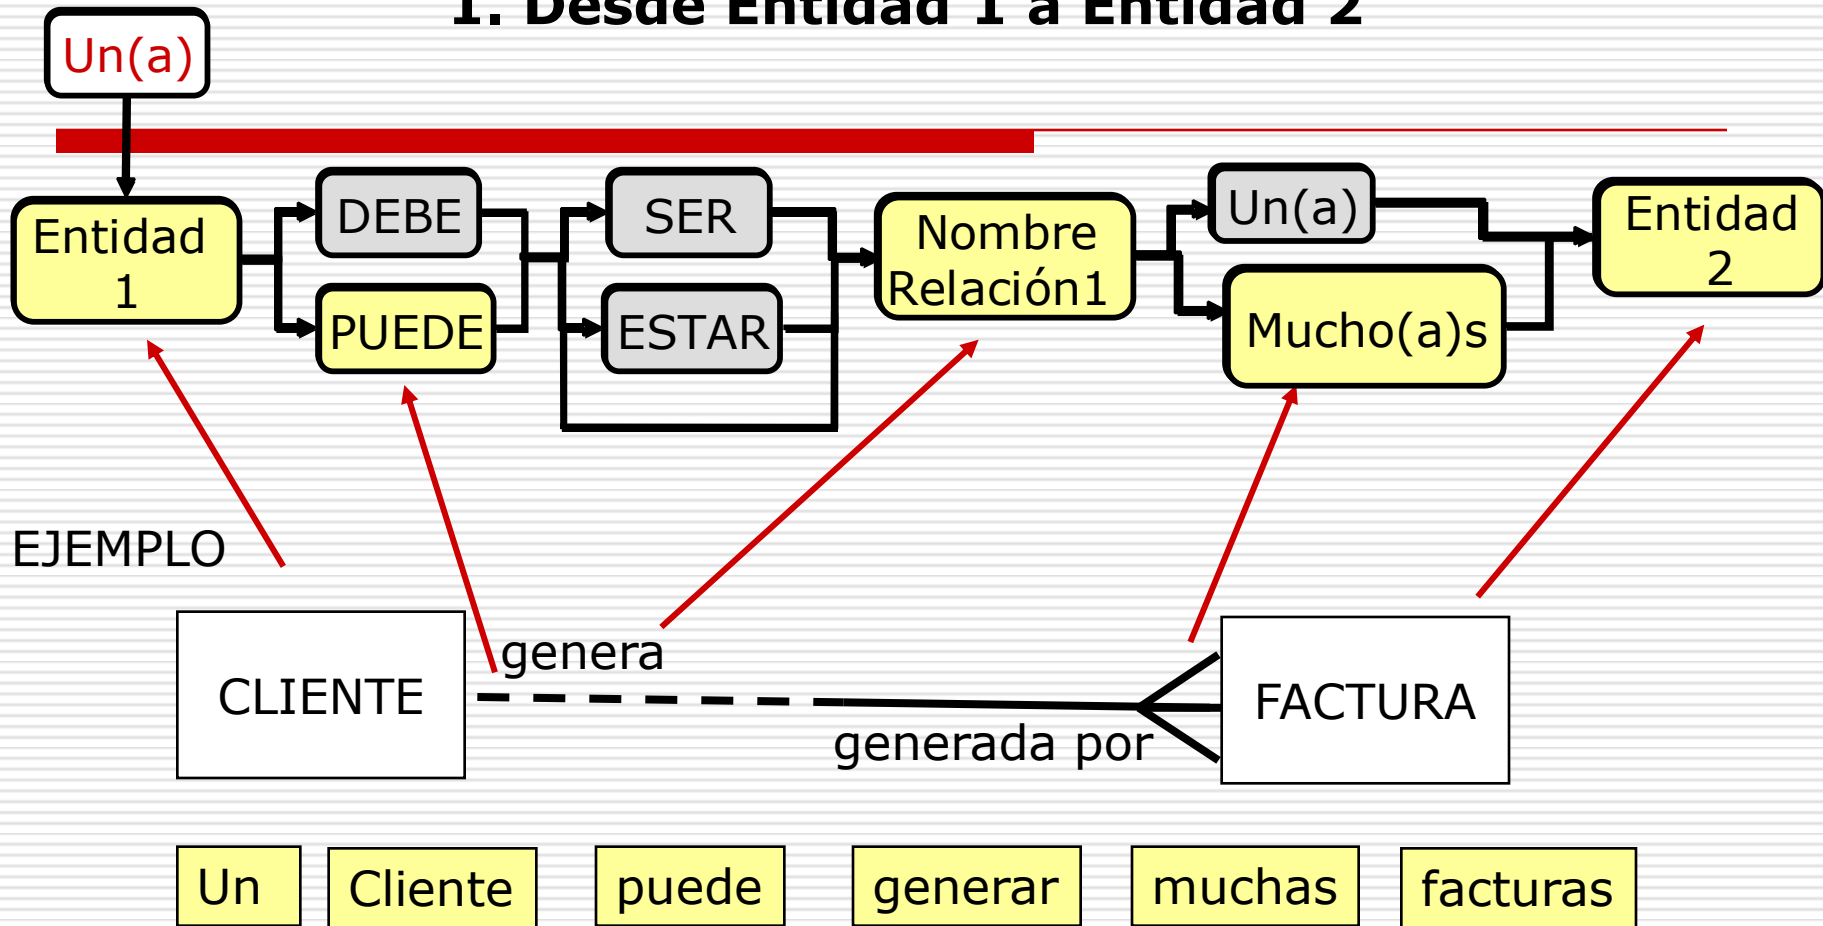 1. Desde Entidad 1 a Entidad 2
Un(a)
Entidad
1
DEBE
PUEDE
SER
ESTAR
Nombre
Relación1
Un(a)
Mucho(a)s
Entidad
2
EJEMPLO
CLIENTE
genera
generada por
FACTURA
Un
Cliente
puede
generar
muchas
facturas